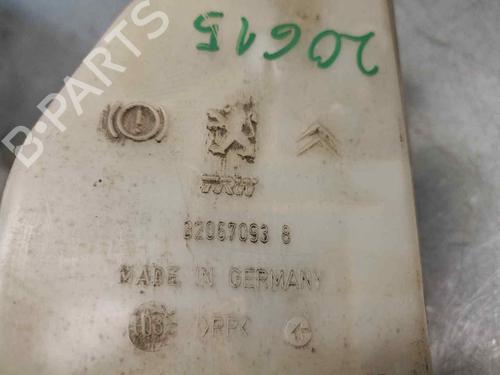 20615
B-PARTS
TRW
32067093 8
MADE IN GERMANY
>PP<